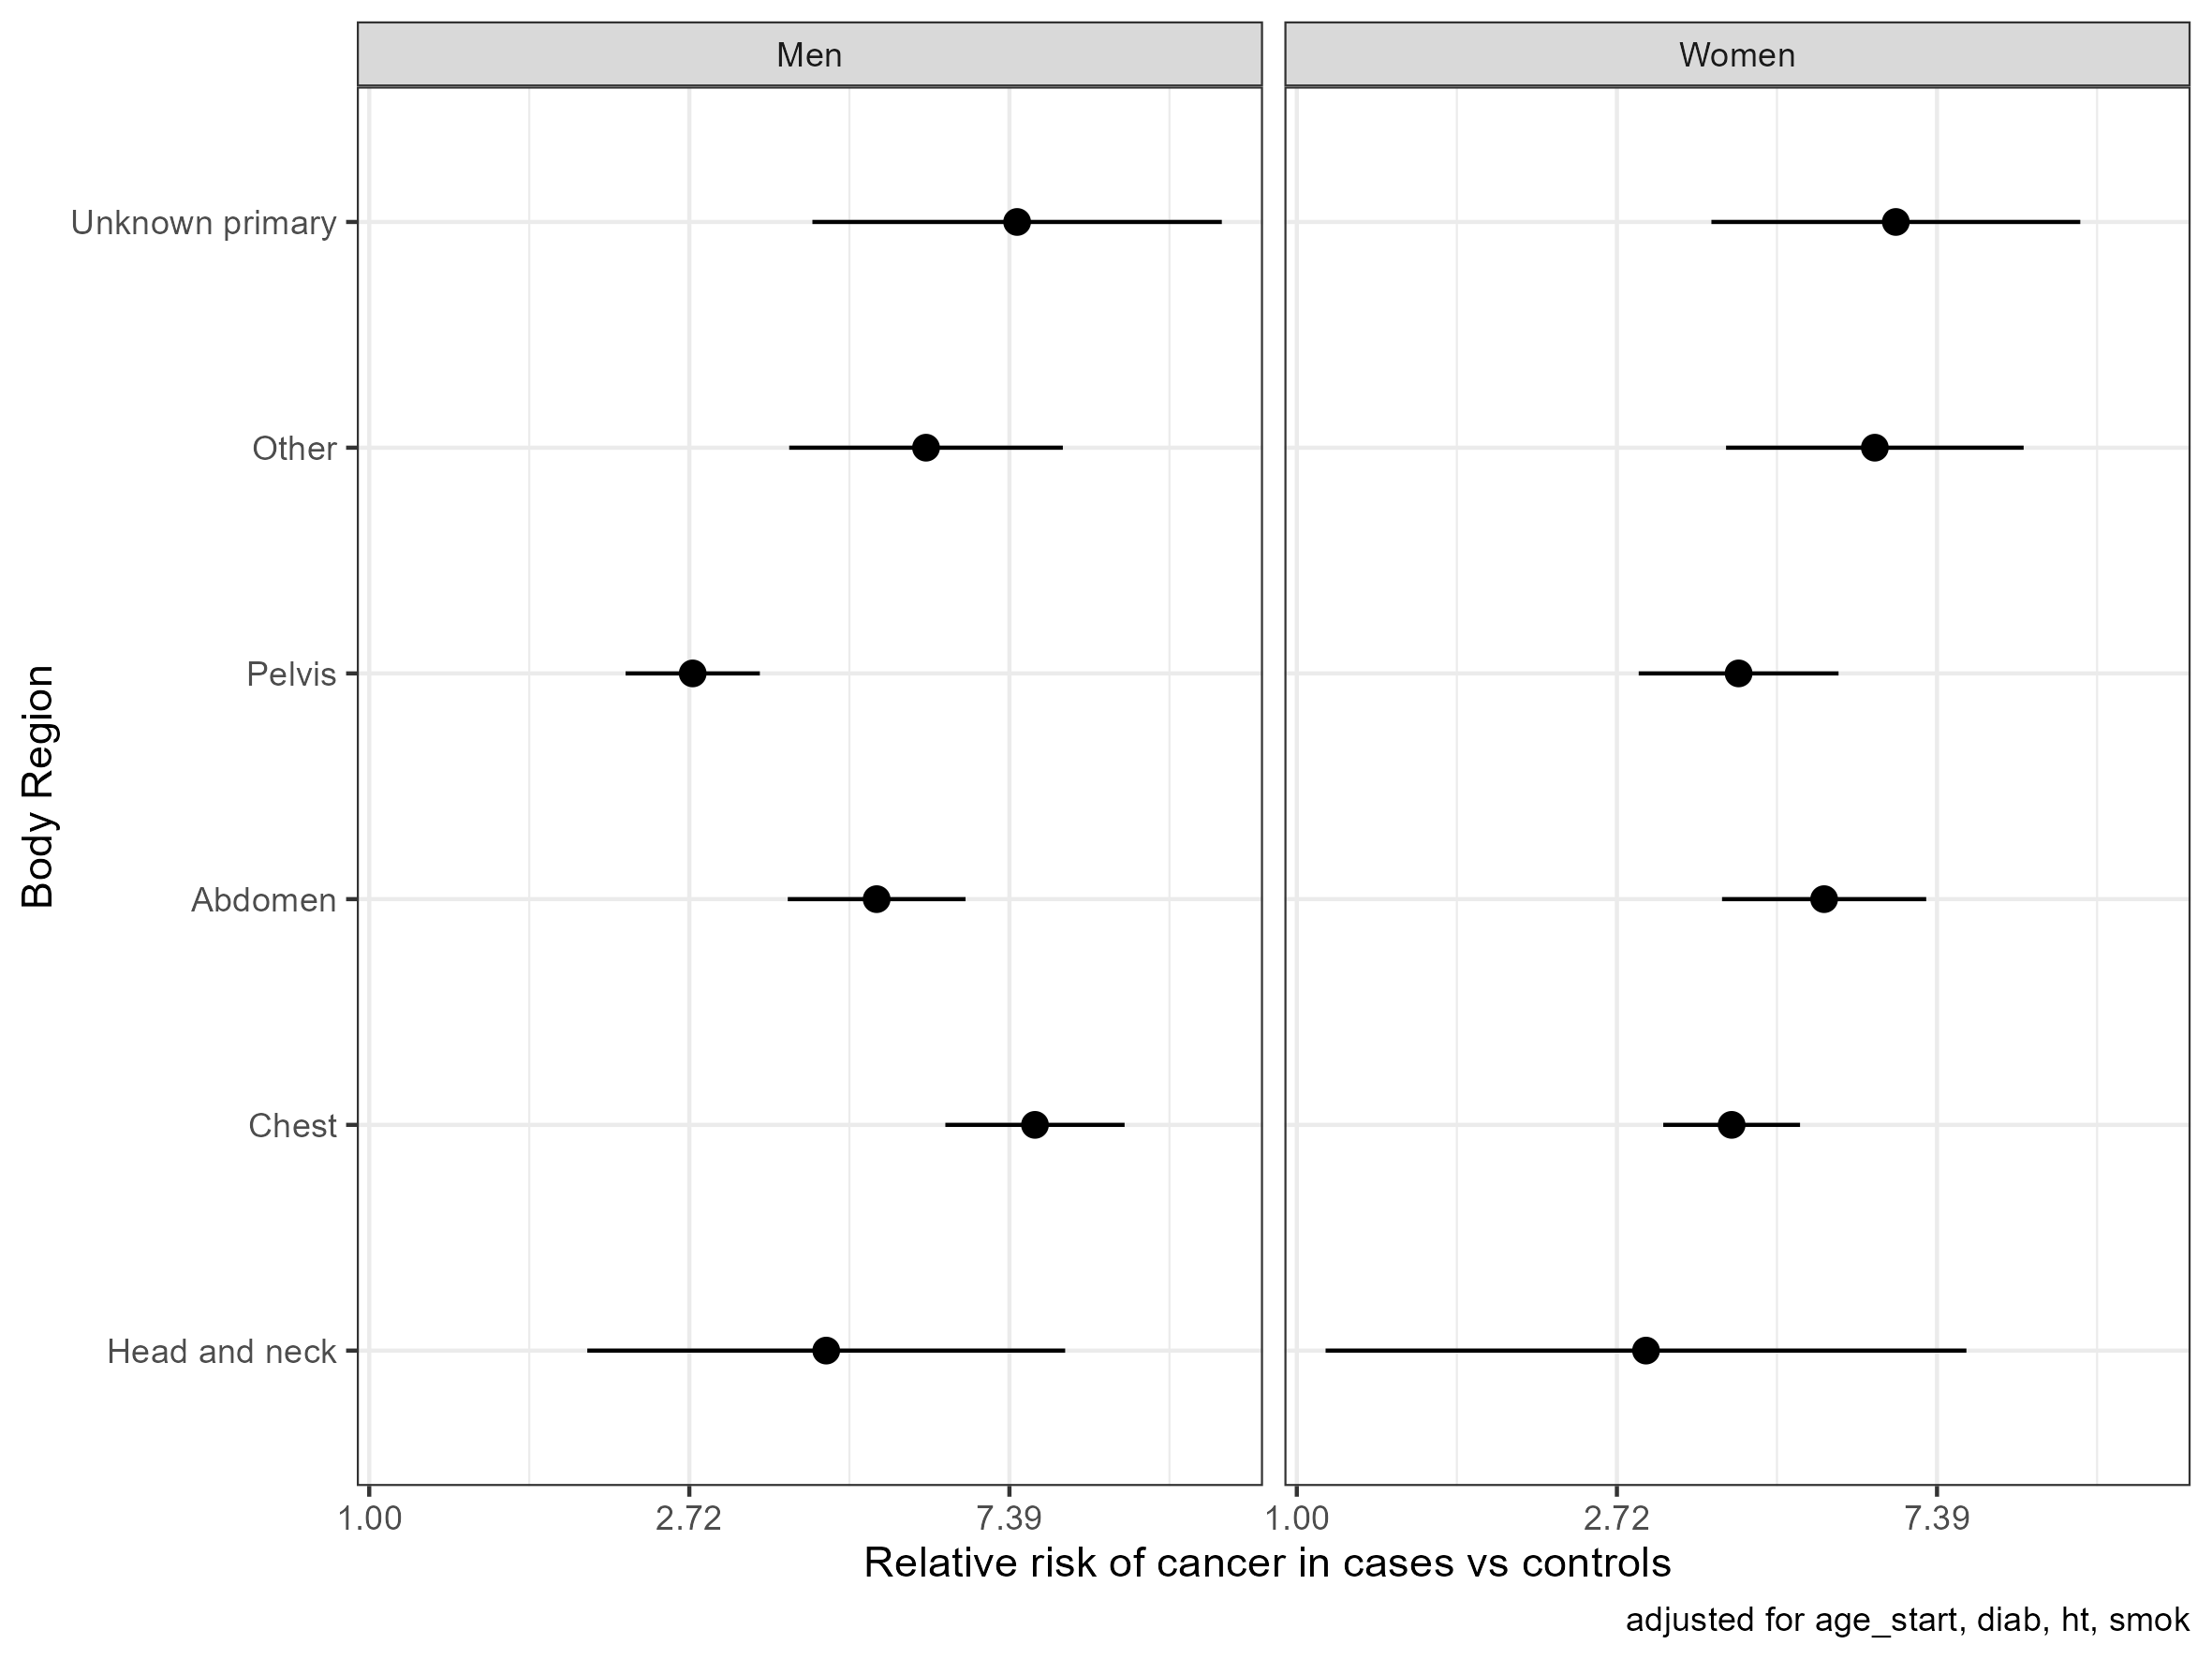 Men
Women
Unknown primary
Other
Pelvis
Abdomen
Chest
Head and neck
Body Region
1.00
2.72
7.39
1.00
2.72
7.39
Relative risk of cancer in cases vs controls
adjusted for age_start, diab, ht, smok